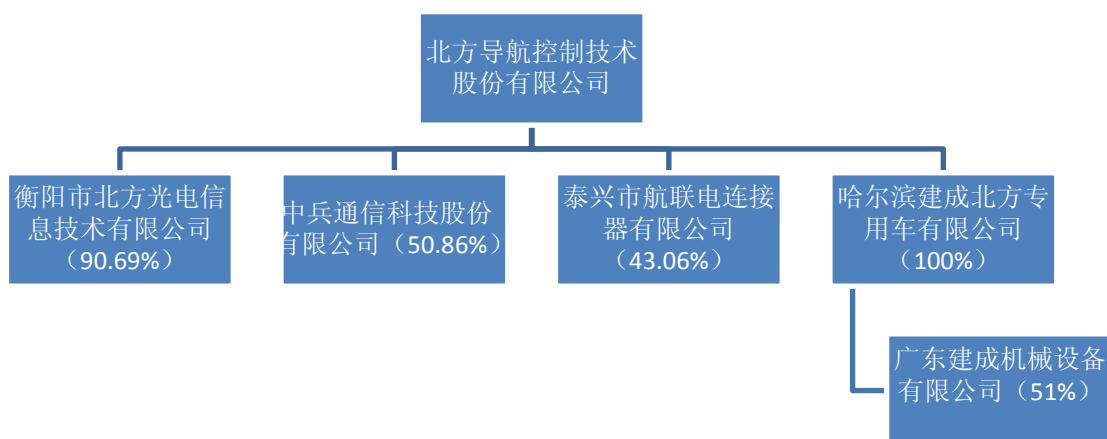 北方导航控制技术
股份有限公司
衡阳市北方光电信
息技术有限公司
（90.69%）
中兵通信科技股份
有限公司（50.86%）
泰兴市航联电连接
器有限公司
（43.06%）
哈尔滨建成北方专
用车有限公司
（100%）
广东建成机械设备
有限公司（51%）